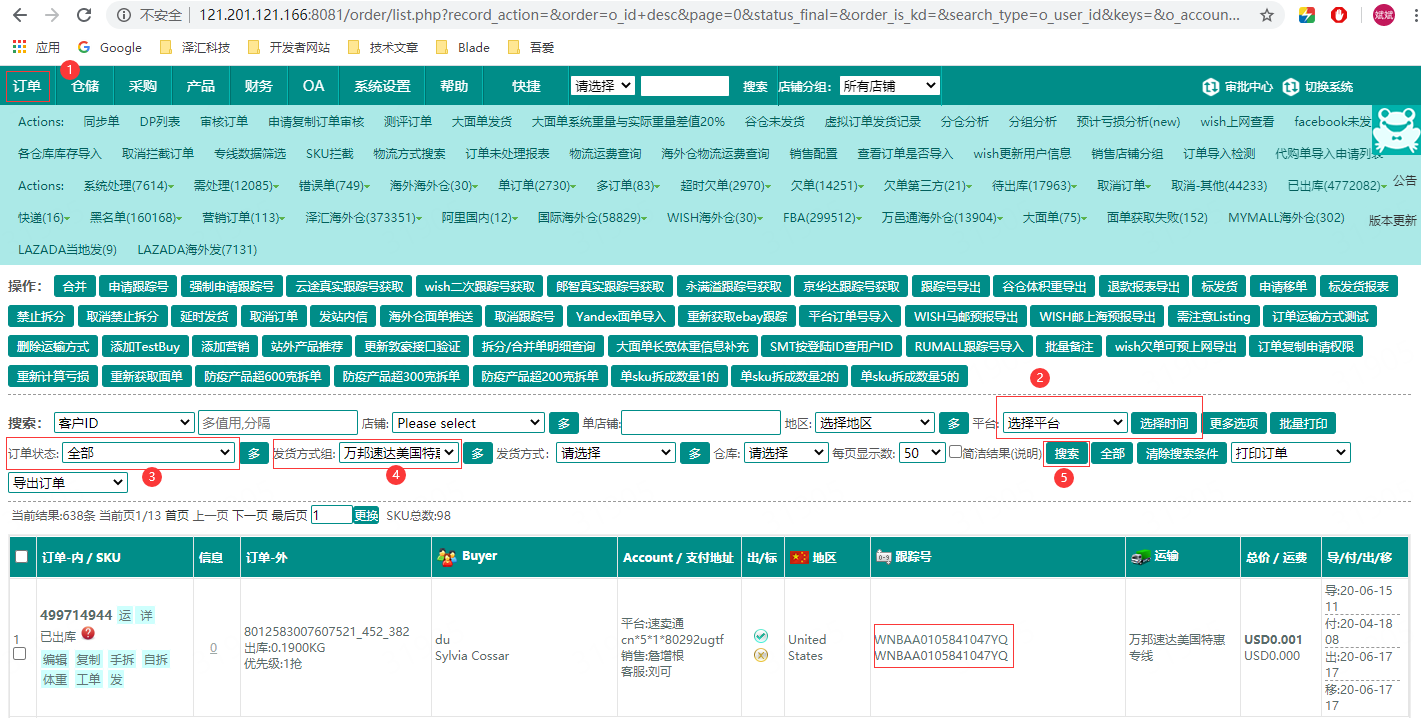 不安全 121.201.121.166:8081/order/list.php?record_action=&order=o_id+desc&page=0&status_final=&order_is_kd=&search_type=o_user_id&keys=&o_accoun... 斌斌
应用 Google 泽汇科技 开发者网站 技术文章 Blade 吾爱
1
订单 仓储 采购 产品 财务 OA 系统设置 帮助 快捷 请选择 搜索 店铺分组: 所有店铺 审批中心 切换系统
Actions: 同步单 DP列表 审核订单 申请复制订单审核 测评订单 大面单发货 大面单系统重量与实际重量差值20% 谷仓未发货 虚拟订单发货记录 分仓分析 分组分析 预计亏损分析(new) wish上网查看 facebook未发
各仓库库存导入 取消拦截订单 专线数据筛选 SKU拦截 物流方式搜索 订单未处理报表 物流运费查询 海外仓物流运费查询 销售配置 查看订单是否导入 wish更新用户信息 销售店铺分组 订单导入检测 代购单导入申请列表
Actions: 系统处理(7614) 需处理(12085) 错误单(749) 海外海外仓(30) 单订单(2730) 多订单(83) 超时欠单(2970) 欠单(14251) 欠单第三方(21) 待出库(17963) 取消订单 取消-其他(44233) 已出库(4772082) 公告
快递(16) 黑名单(160168) 营销订单(113) 泽汇海外仓(373351) 阿里国内(12) 国际海外仓(58829) WISH海外仓(30) FBA(299512) 万邑通海外仓(13904) 大面单(75) 面单获取失败(152) MYMALL海外仓(302) 版本更新
LAZADA当地发(9) LAZADA海外发(7131)
操作: 合并 申请跟踪号 强制申请跟踪号 云途真实跟踪号获取 wish二次跟踪号获取 郎智真实跟踪号获取 永满溢跟踪号获取 京华达跟踪号获取 跟踪号导出 谷仓体积重导出 退款报表导出 标发货 申请移单 标发货报表
禁止拆分 取消禁止拆分 延时发货 取消订单 发站内信 海外仓面单推送 取消跟踪号 Yandex面单导入 重新获取ebay跟踪 平台订单号导入 WISH马邮预报导出 WISH邮上海预报导出 需注意Listing 订单运输方式测试
删除运输方式 添加TestBuy 添加营销 站外产品推荐 更新敦豪接口验证 拆分/合并单明细查询 大面单长宽体重信息补充 SMT按登陆ID查用户ID RUMALL跟踪号导入 批量备注 wish欠单可预上网导出 订单复制申请权限
重新计算亏损 重新获取面单 防疫产品超600克拆单 防疫产品超300克拆单 防疫产品超200克拆单 单sku拆成数量1的 单sku拆成数量2的 单sku拆成数量5的
2
搜索: 客户ID 多值用,分隔 店铺: Please select 多 单店铺: 地区: 选择地区 多 平台: 选择平台 选择时间 更多选项 批量打印
订单状态: 全部 多 发货方式组: 万邦速达美国特惠 多 发货方式: 请选择 多 仓库: 请选择 每页显示数: 50 简洁结果(说明) 搜索 全部 清除搜索条件 打印订单
导出订单 3 4 5
当前结果:638条 当前页1/13 首页 上一页 下一页 最后页 1 更换 SKU总数:98
订单-内 / SKU 信息 订单-外 Buyer Account / 支付地址 出/标 地区 跟踪号 运输 总价 / 运费 导/付/出/移
1
499714944 运 详
已出库
编辑 复制 手拆 自拆
体重 工单 发
0
8012583007607521_452_382
出库:0.1900KG
优先级:1抢
du
Sylvia Cossar
平台:速卖通
cn*5*1*80292ugtf
销售:詹增根
客服:刘可
United
States
WNBAA0105841047YQ
WNBAA0105841047YQ
万邦速达美国特惠
专线
USD0.001
USD0.000
导:20-06-15
11
付:20-04-18
08
出:20-06-17
17
移:20-06-17
17